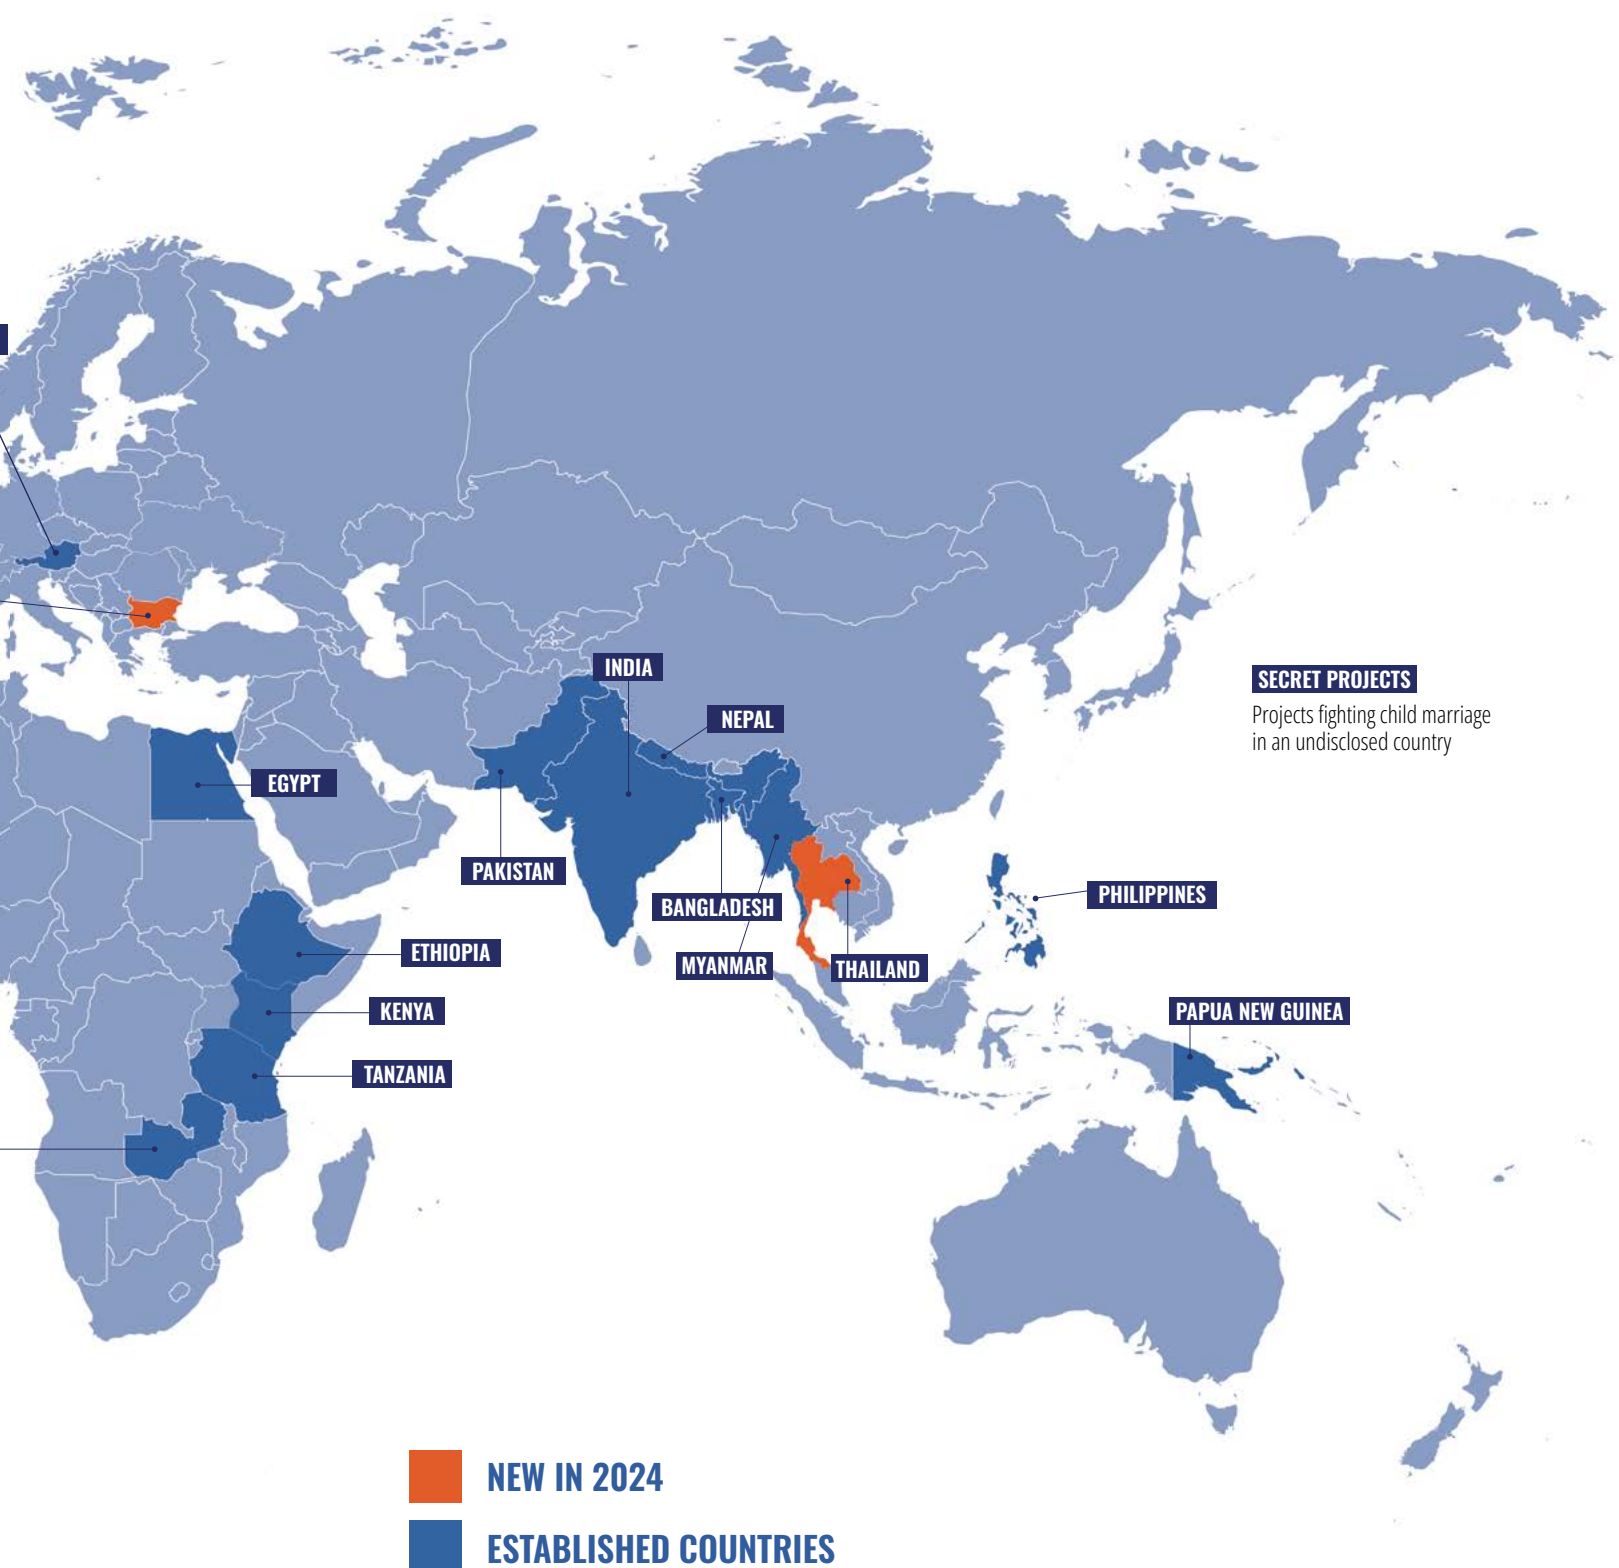 INDIA
SECRET PROJECTS
Projects fighting child marriage
in an undisclosed country
NEPAL
EGYPT
PAKISTAN
PHILIPPINES
BANGLADESH
ETHIOPIA
MYANMAR
THAILAND
KENYA
PAPUA NEW GUINEA
TANZANIA
NEW IN 2024
ESTABLISHED COUNTRIES